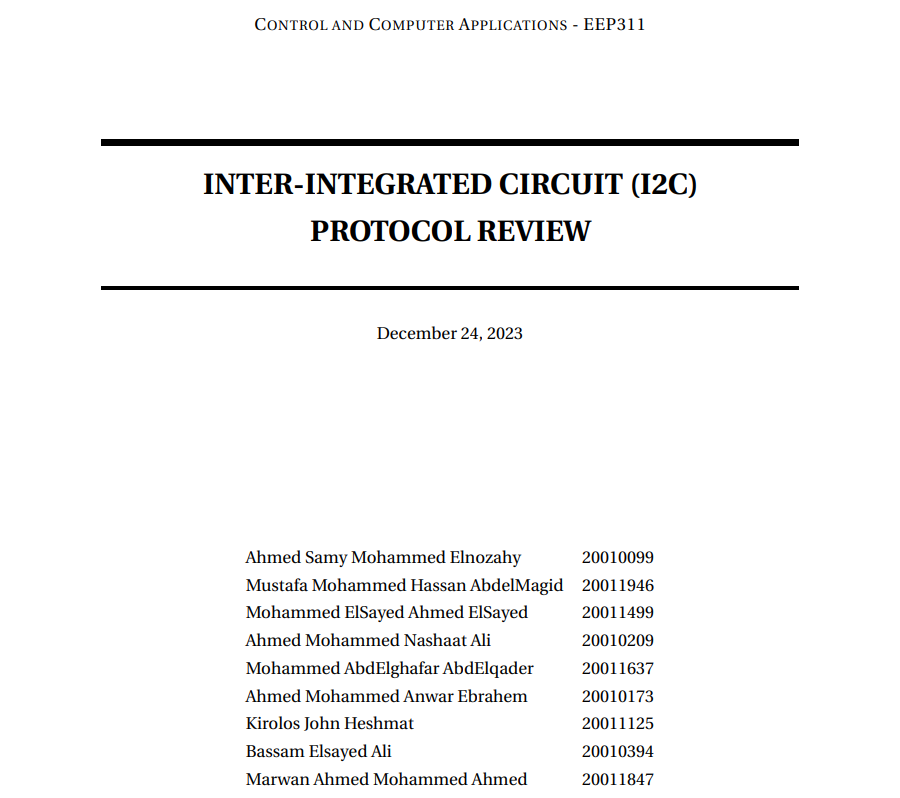 CONTROL AND COMPUTER APPLICATIONS - EEP311
INTER-INTEGRATED CIRCUIT (I2C)
PROTOCOL REVIEW
December 24, 2023
Ahmed Samy Mohammed Elnozahy 20010099
Mustafa Mohammed Hassan AbdelMagid 20011946
Mohammed ElSayed Ahmed ElSayed 20011499
Ahmed Mohammed Nashaat Ali 20010209
Mohammed AbdElghafar AbdElqader 20011637
Ahmed Mohammed Anwar Ebrahem 20010173
Kirolos John Heshmat 20011125
Bassam Elsayed Ali 20010394
Marwan Ahmed Mohammed Ahmed 20011847